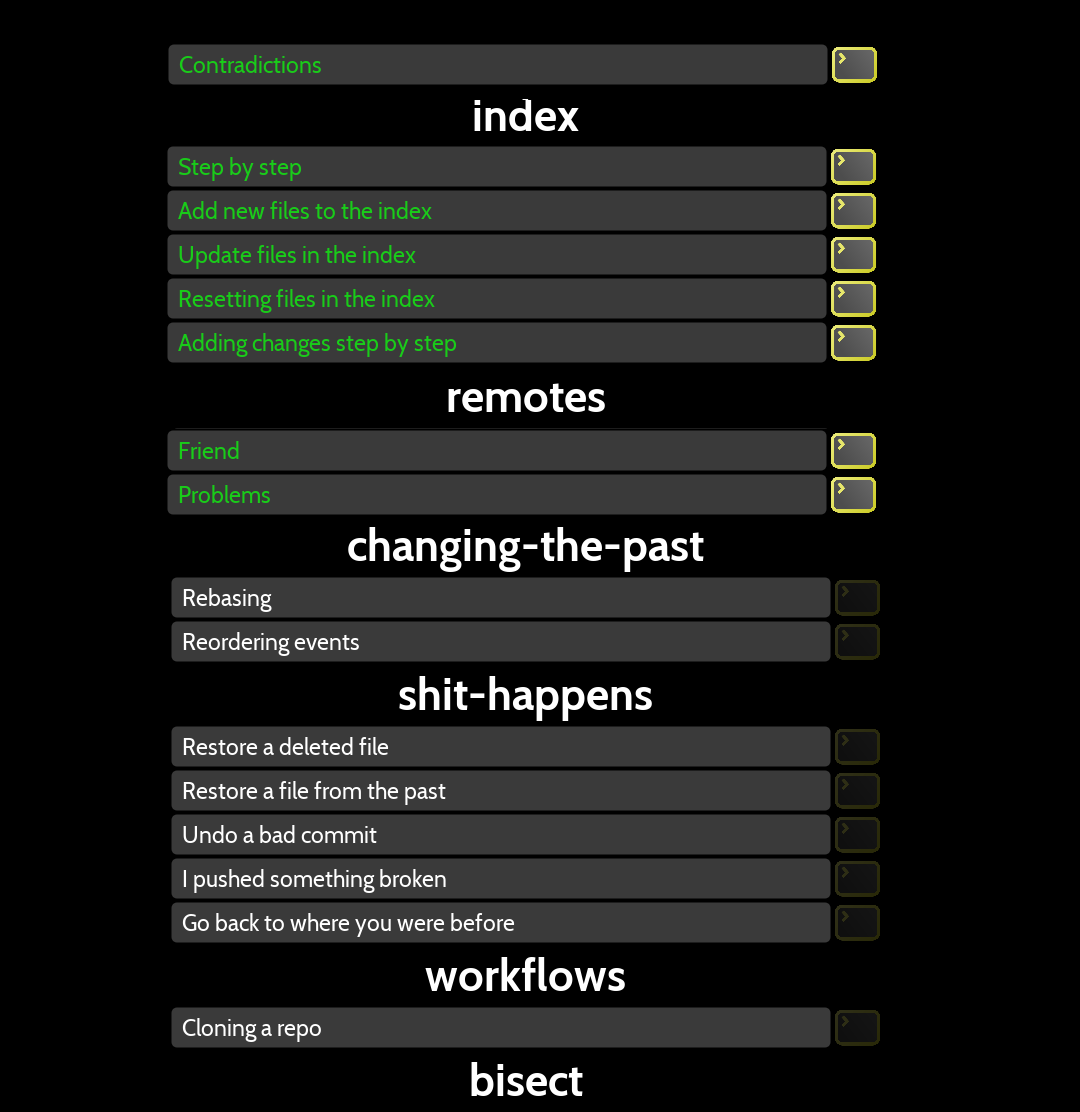 Contradictions
index
Step by step
Add new files to the index
Update files in the index
Resetting files in the index
Adding changes step by step
remotes
Friend
Problems
changing-the-past
Rebasing
Reordering events
shit-happens
Restore a deleted file
Restore a file from the past
Undo a bad commit
I pushed something broken
Go back to where you were before
workflows
Cloning a repo
bisect